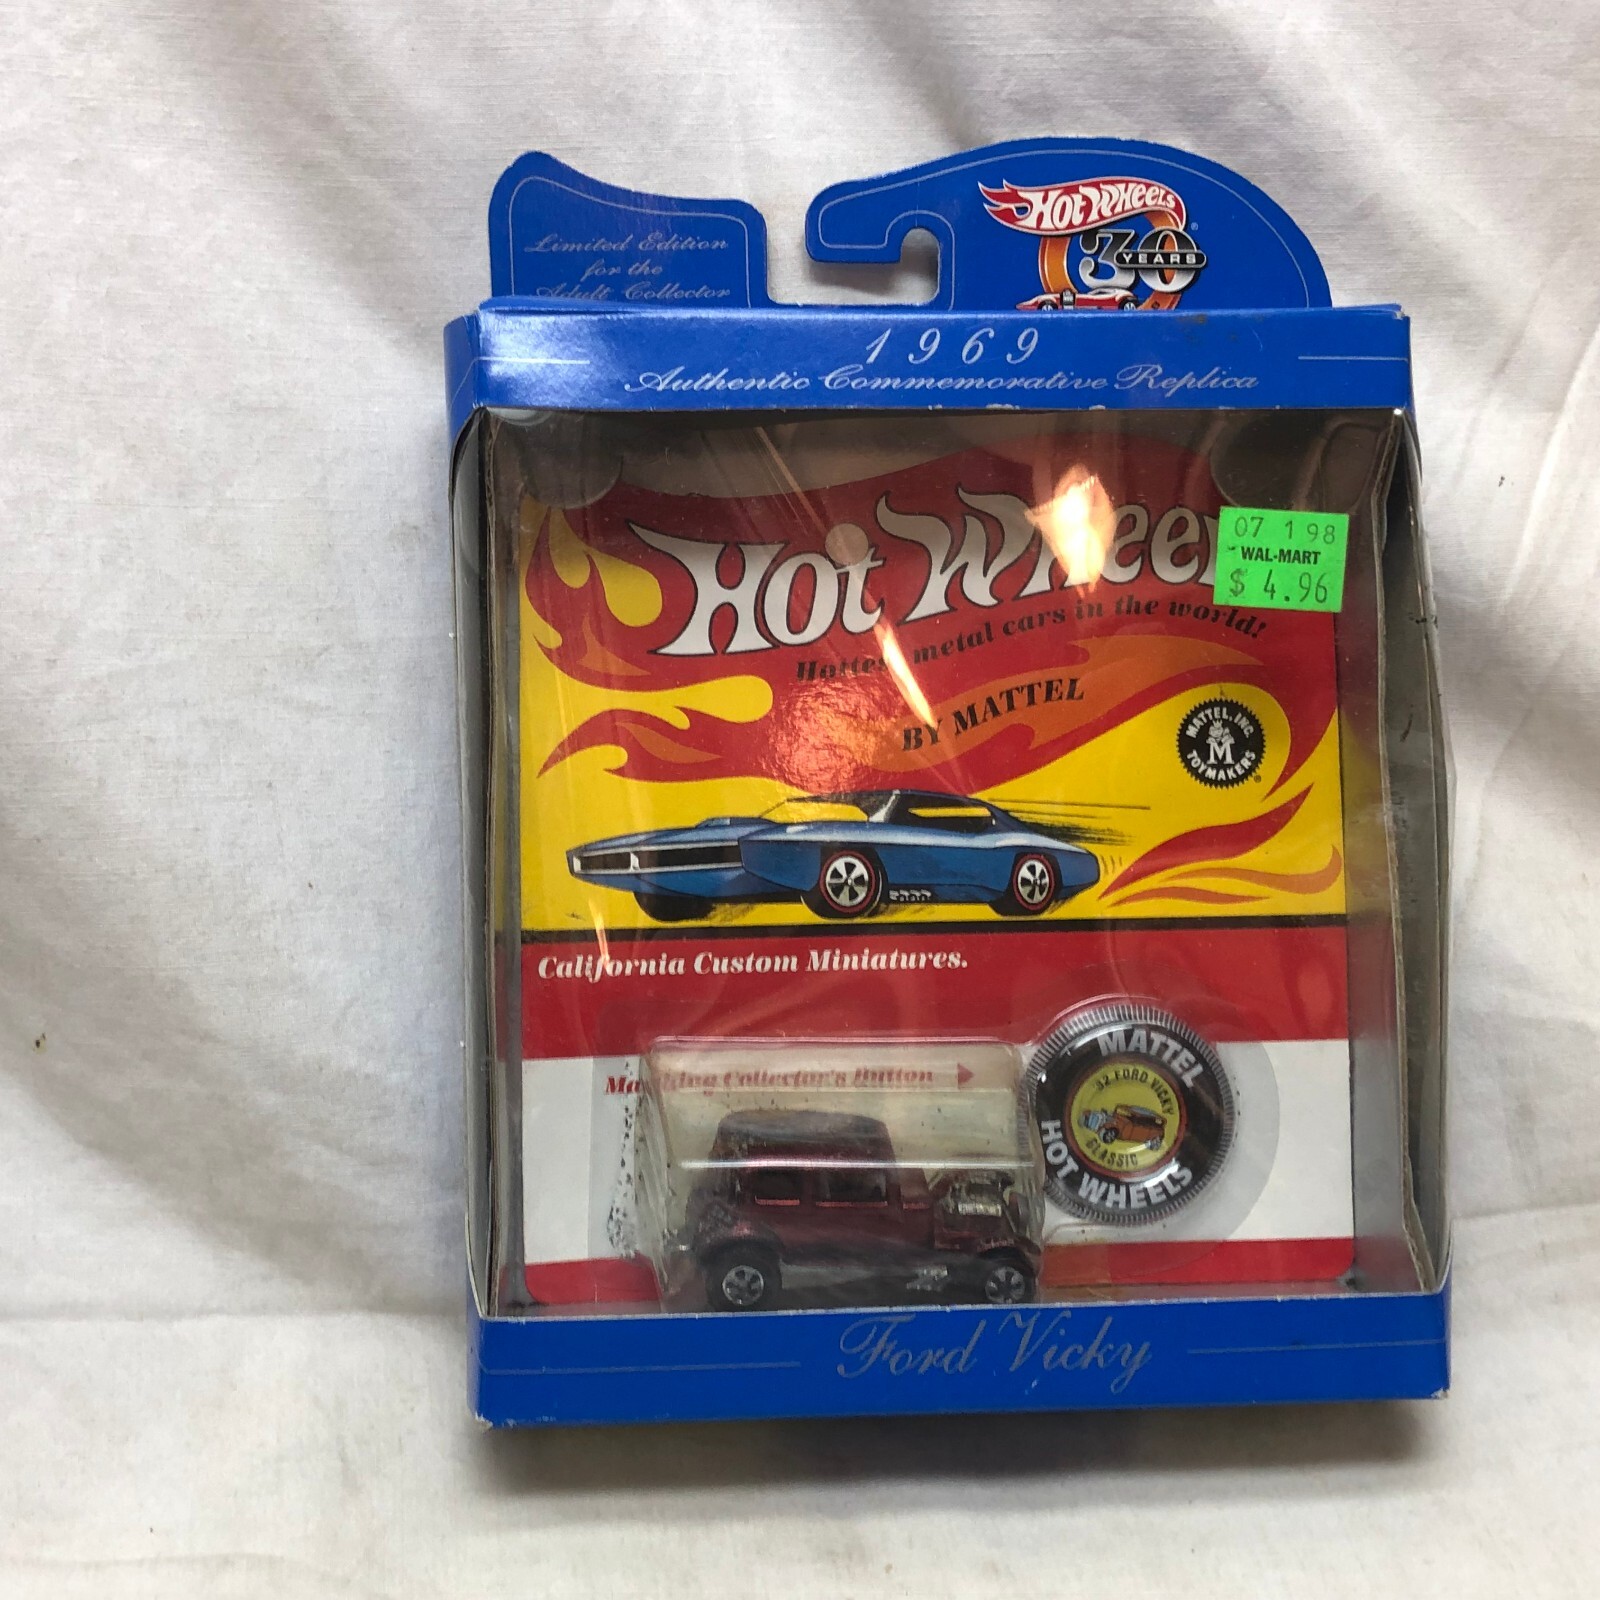 Limited Edition
for the
Adult Collector
Hot Wheels
30
YEARS
1969
Authentic Commemorative Replica
07 1 98
WAL-MART
$ 4.96
Hot Wheel
Hottest metal cars in the world!
BY MATTEL
MATTEL, INC.
M
TOYMAKERS
California Custom Miniatures.
Collector's Button
MATTEL
'32 FORD VICKY
CLASSIC
HOT WHEELS
Ford Vicky